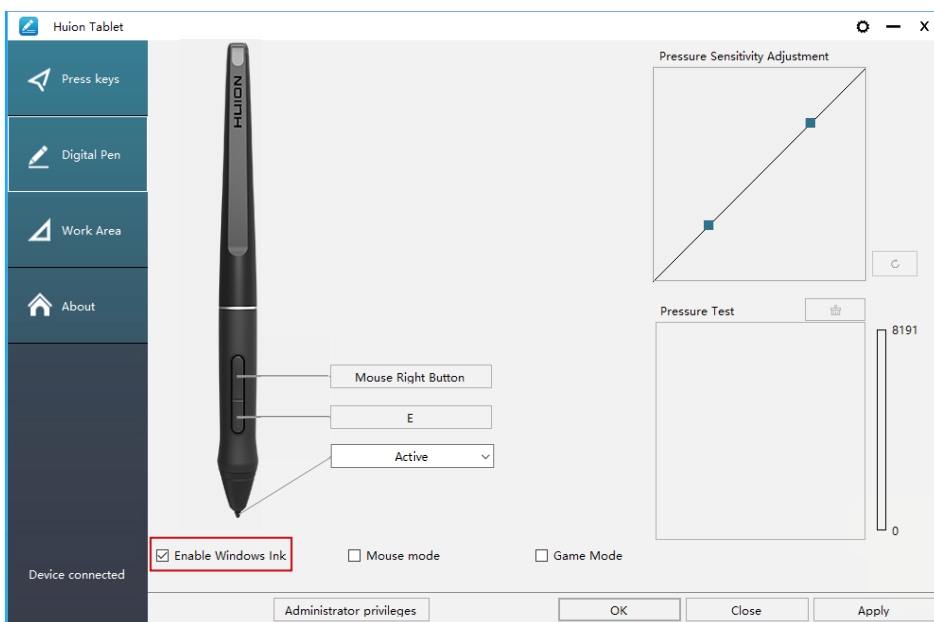 Huion Tablet
X
Press keys
Digital Pen
Work Area
About
Device connected
HUION
Pressure Sensitivity Adjustment
Pressure Test
8191
0
Mouse Right Button
E
Active
Enable Windows Ink
Mouse mode
Game Mode
Administrator privileges
OK
Close
Apply